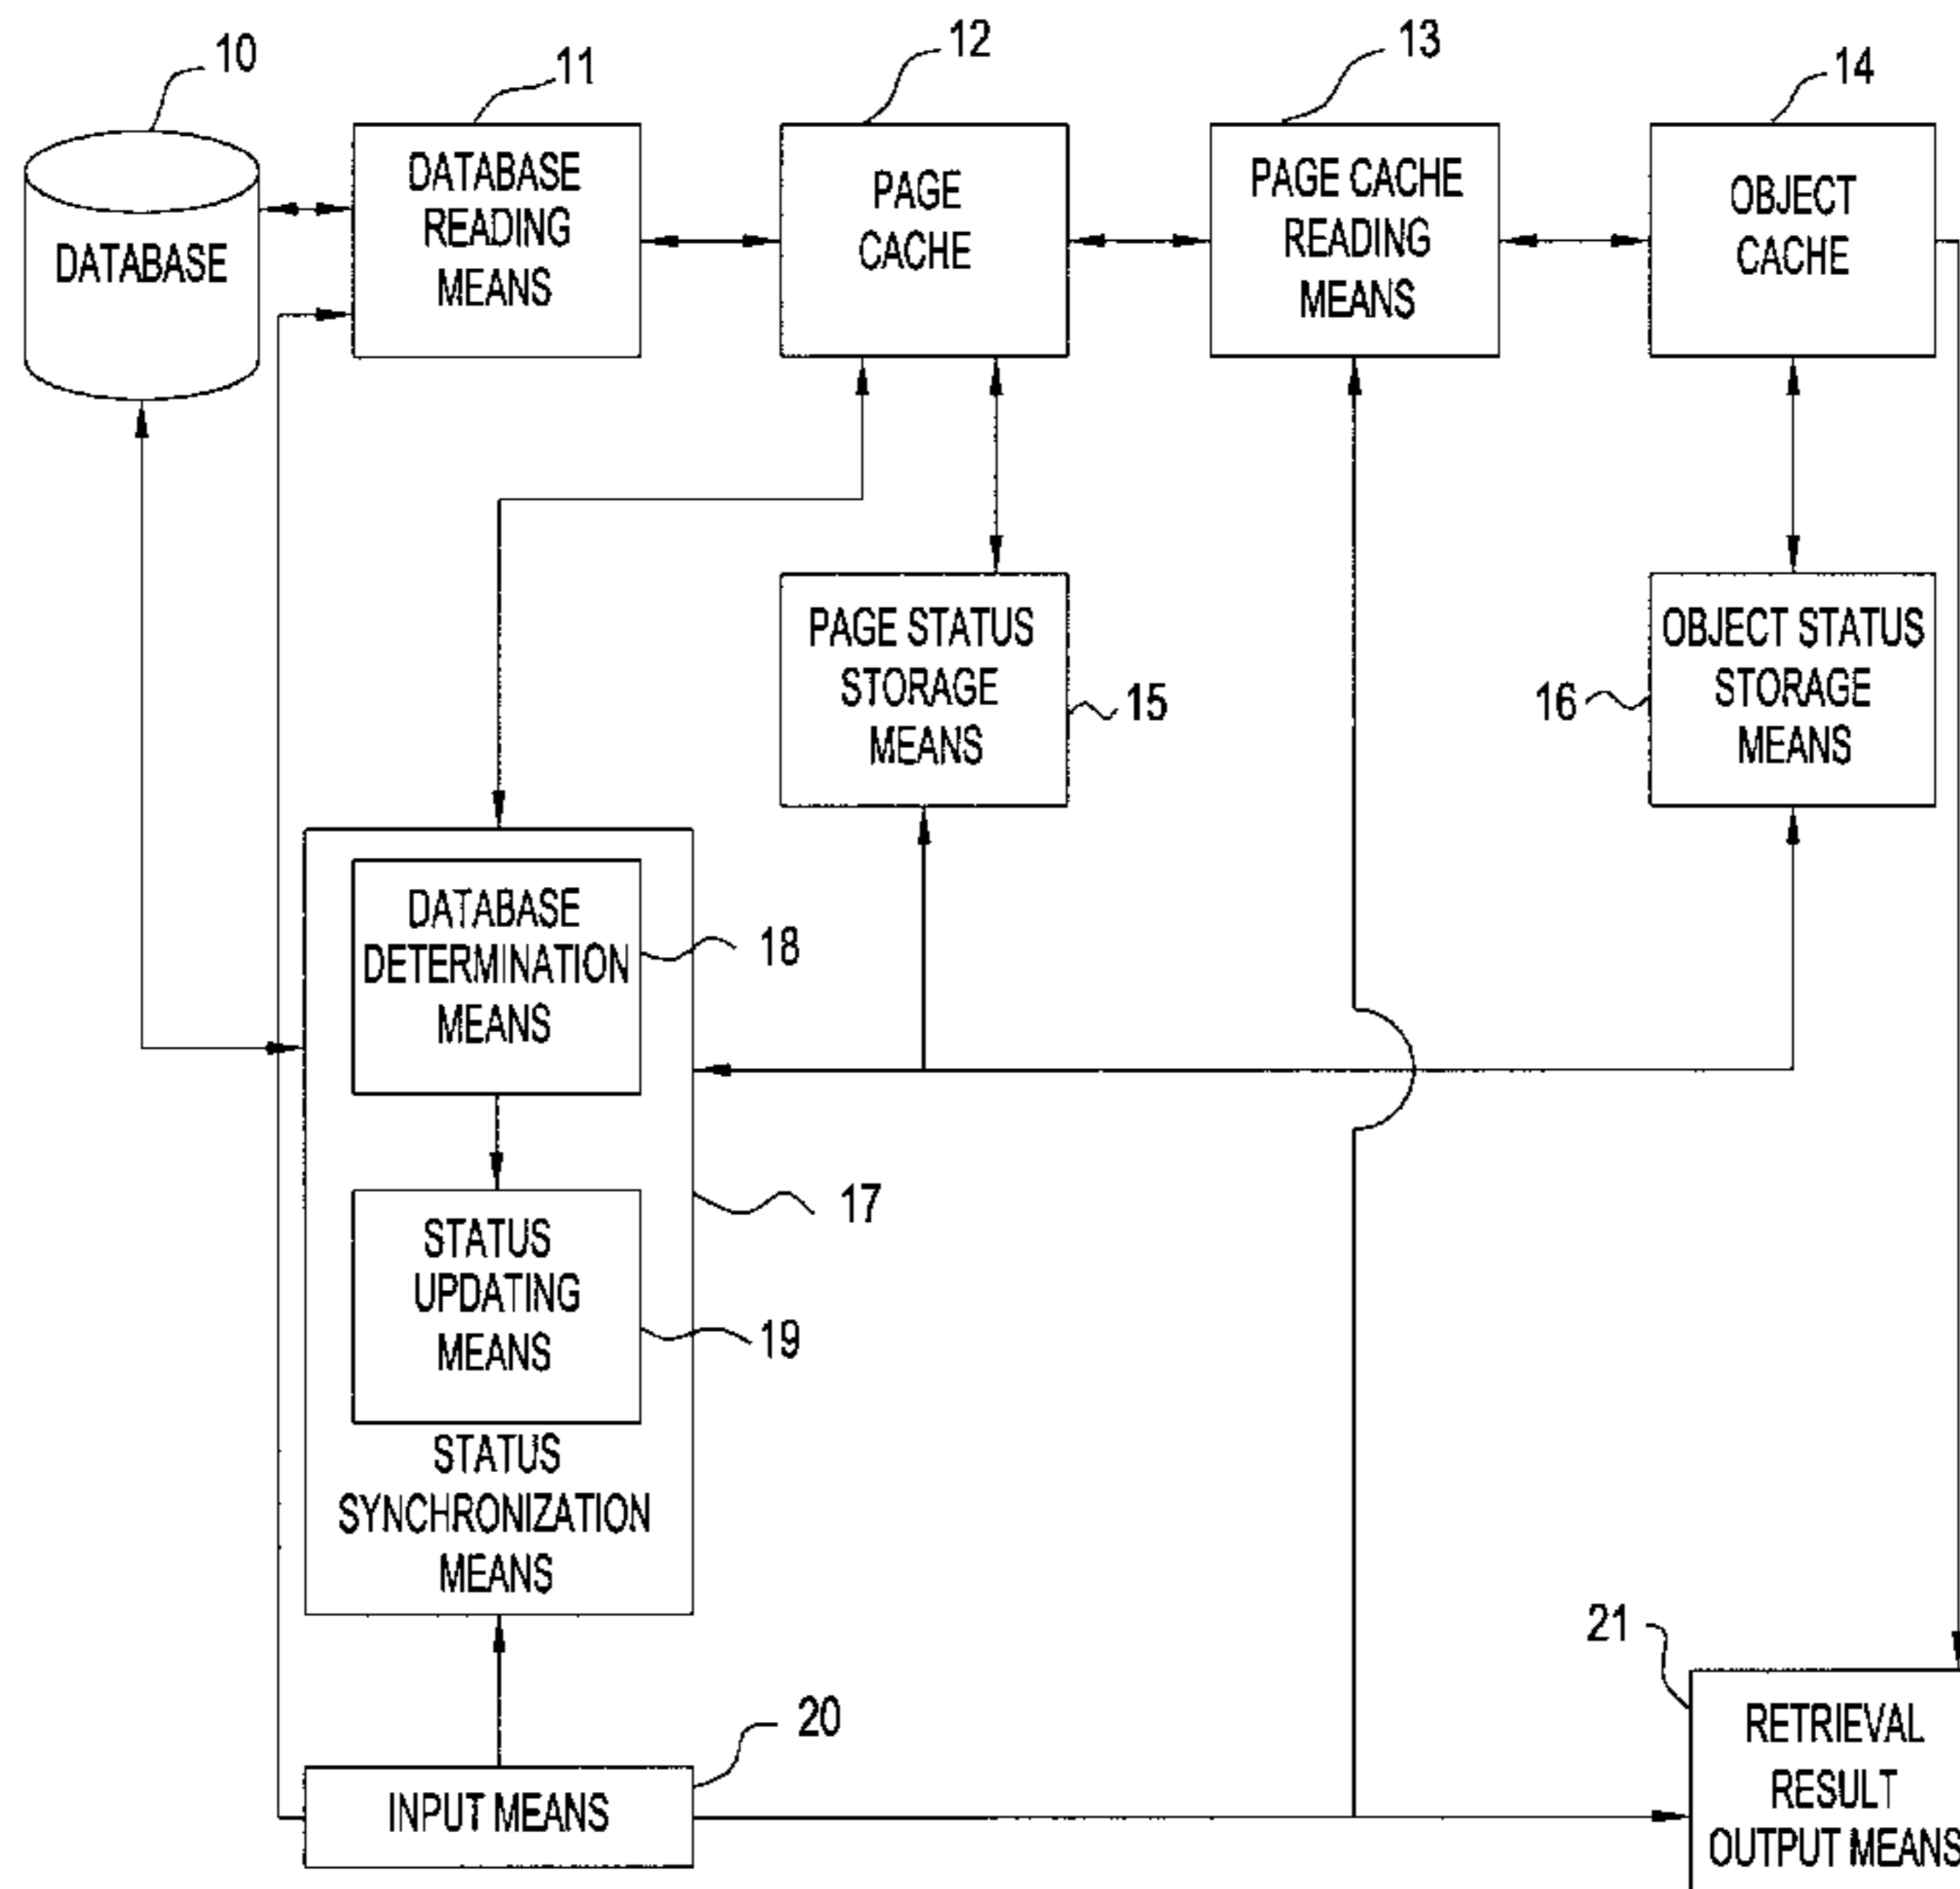 10
11
12
13
14
DATABASE
DATABASE
READING
MEANS
PAGE
CACHE
PAGE CACHE
READING
MEANS
OBJECT
CACHE
PAGE STATUS
STORAGE
MEANS
15
16
OBJECT STATUS
STORAGE
MEANS
DATABASE
DETERMINATION
MEANS
18
17
STATUS
UPDATING
MEANS
19
STATUS
SYNCHRONIZATION
MEANS
20
INPUT MEANS
21
RETRIEVAL
RESULT
OUTPUT MEANS